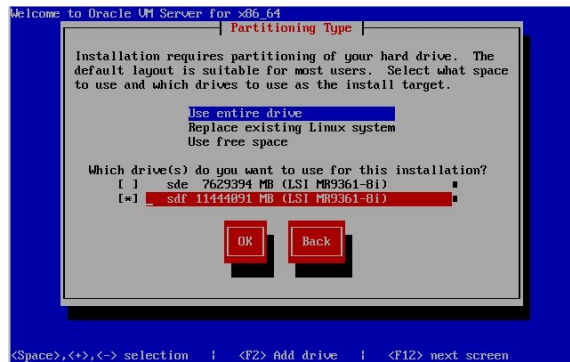 Welcome to Oracle VM Server for x86_64
Partitioning Type
Installation requires partitioning of your hard drive.  The
default layout is suitable for most users.  Select what space
to use and which drives to use as the install target.
Use entire drive
Replace existing Linux system
Use free space
Which drive(s) do you want to use for this installation?
[ ]   sde  7629394 MB (LSI MR9361-8i)
[*] _ sdf 11444091 MB (LSI MR9361-8i)
OK   Back
<Space>,<+>,<-> selection   |   <F2> Add drive   |   <F12> next screen